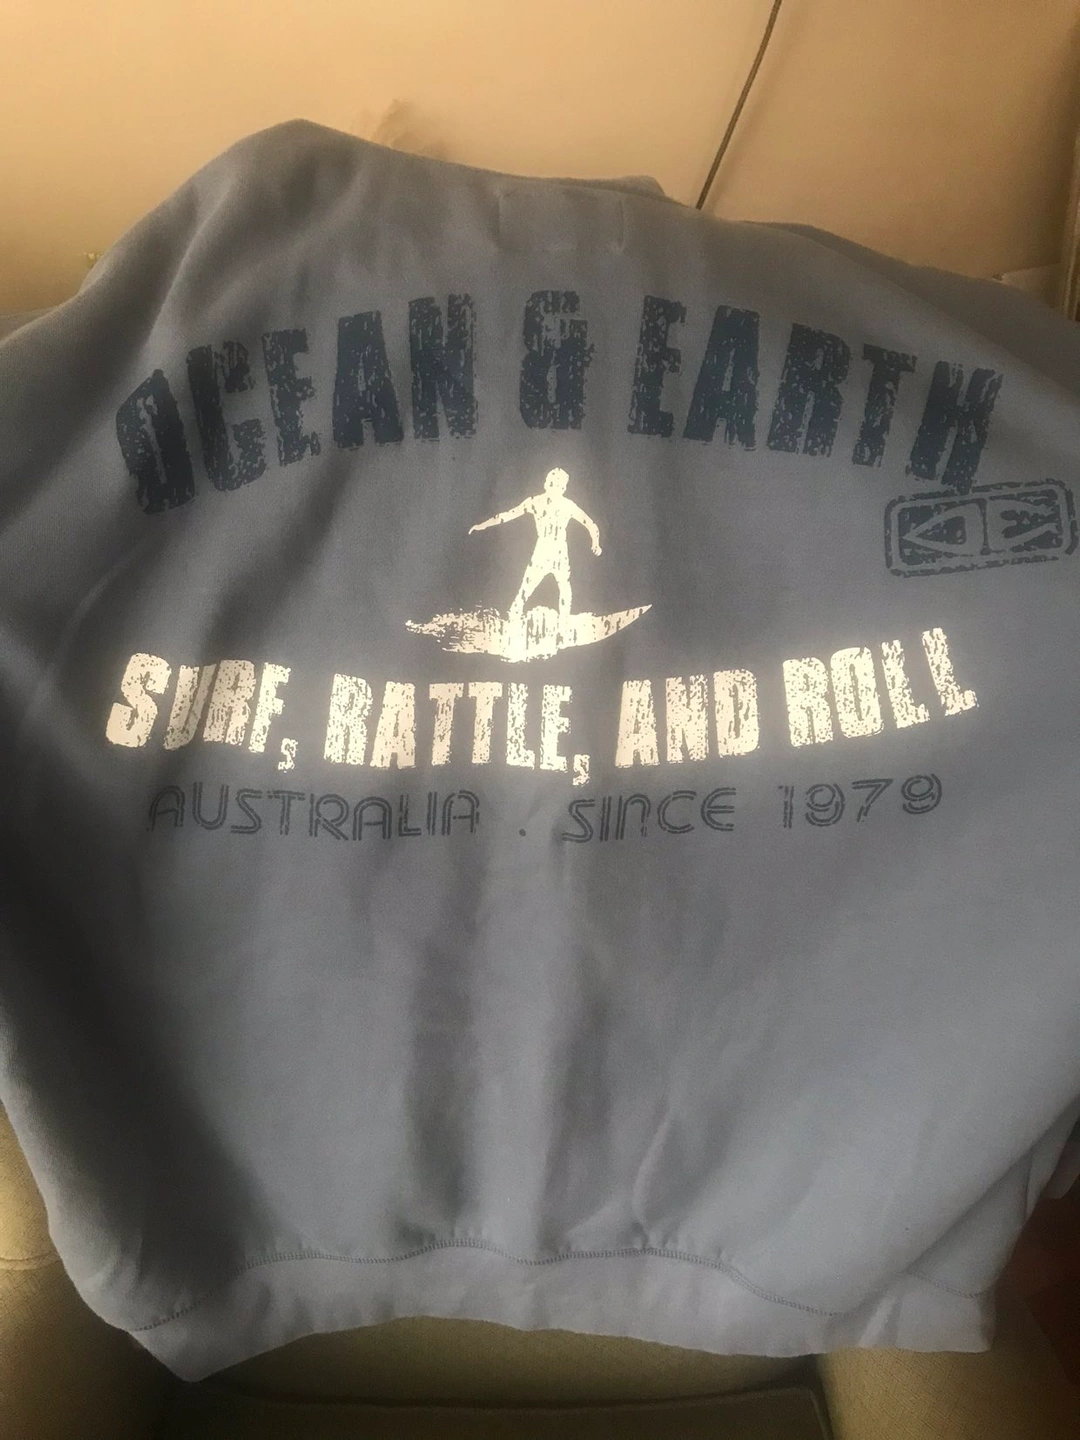 OCEAN & EARTH
SURF, RATTLE, AND ROLL
AUSTRALIA . SINCE 1979